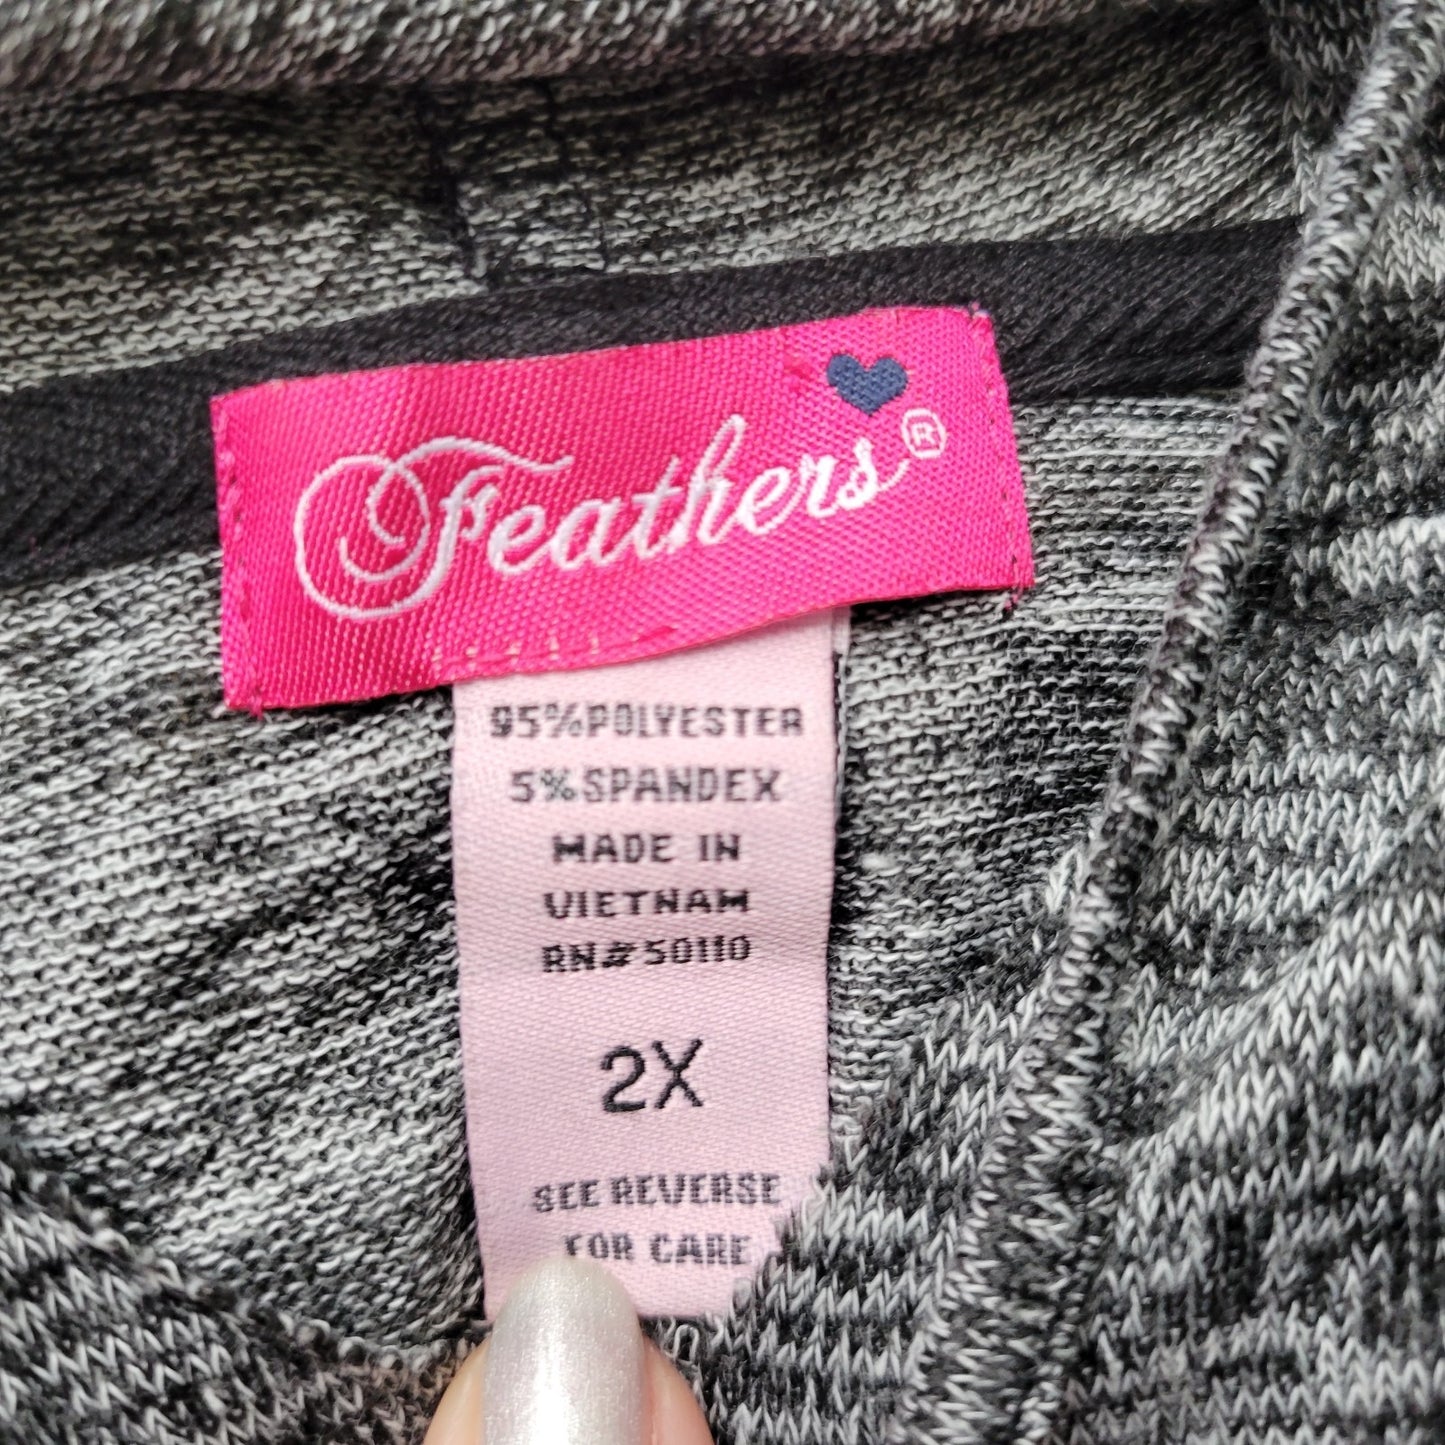 Feathers®
95%POLYESTER
5%SPANDEX
MADE IN
VIETNAM
RN#50110
2X
SEE REVERSE
FOR CARE